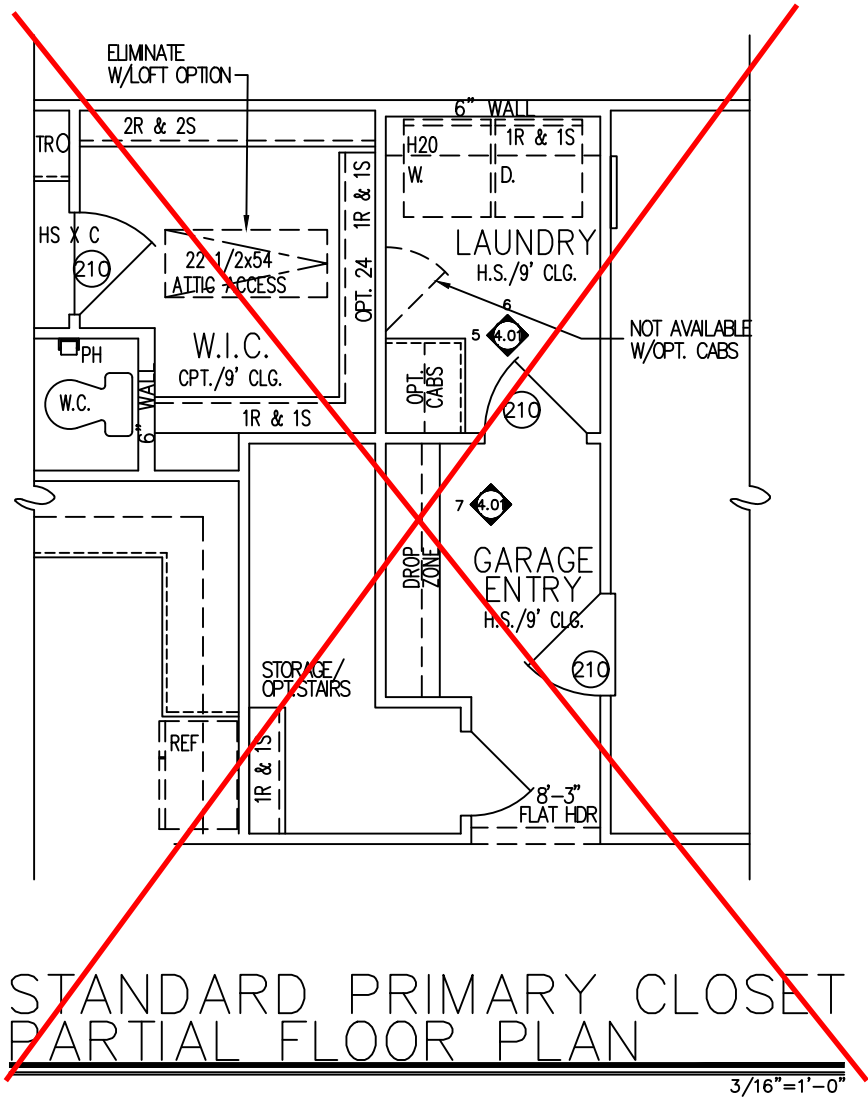 ELIMINATE
W/LOFT OPTION
6" WALL
2R & 2S
TR
H20
1R & 1S
W.
D.
1R & 1S
HS X C
210
22 1/2x54
ATTIC ACCESS
OPT. 24
LAUNDRY
H.S./9' CLG.
6
5
4.01
NOT AVAILABLE
W/OPT. CABS
W.I.C.
CPT./9' CLG.
PH
W.C.
6" WALL
OPT.
CABS
1R & 1S
210
7
4.01
DROP
ZONE
GARAGE
ENTRY
H.S./9' CLG.
210
STORAGE/
OPT.STAIRS
REF
1R & 1S
8'-3"
FLAT HDR
STANDARD PRIMARY CLOSET
PARTIAL FLOOR PLAN
3/16"=1'-0"